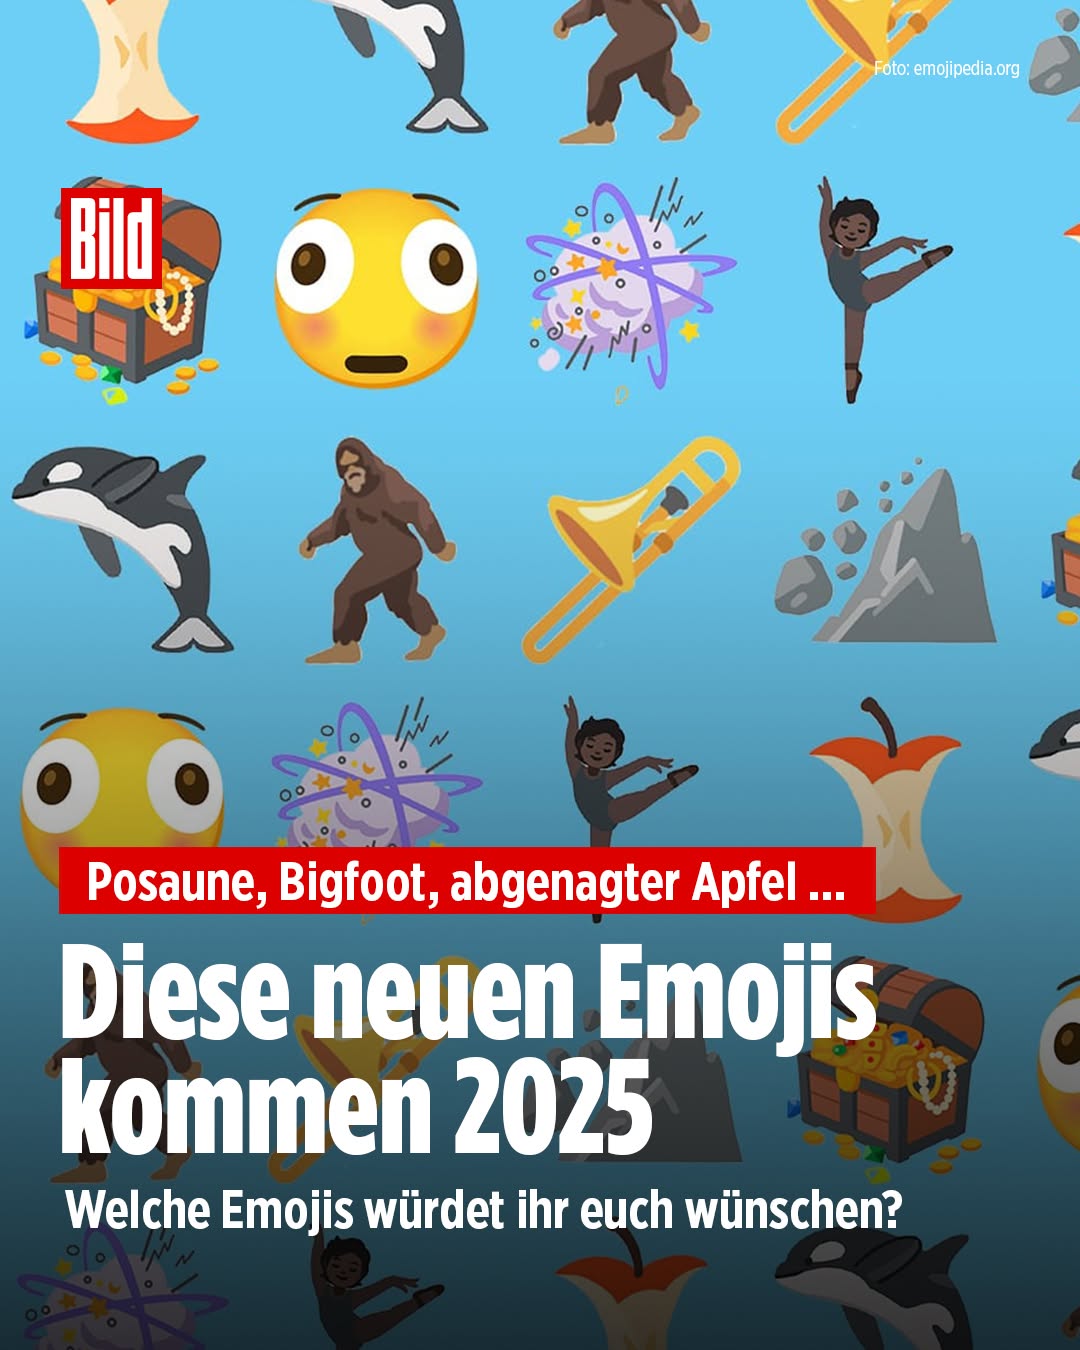 Foto: emojipedia.org
Bild
Posaune, Bigfoot, abgenagter Apfel ...
Diese neuen Emojis
kommen 2025
Welche Emojis würdet ihr euch wünschen?